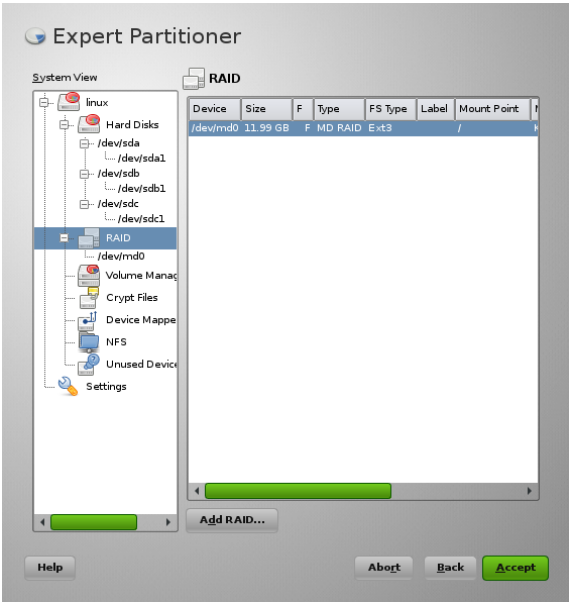 Expert Partitioner
System View
linux
Hard Disks
/dev/sda
/dev/sda1
/dev/sdb
/dev/sdb1
/dev/sdc
/dev/sdc1
RAID
/dev/md0
Volume Manag
Crypt Files
Device Mappe
NFS
Unused Device
Settings
RAID
Device Size F Type FS Type Label Mount Point
/dev/md0 11.99 GB F MD RAID Ext3 /
Add RAID...
Help Abort Back Accept